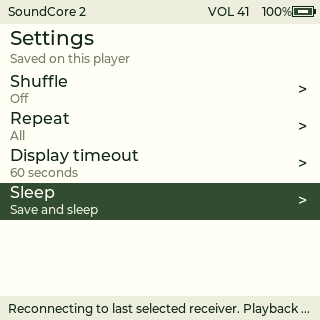 SoundCore 2 VOL 41 100%
Settings
Saved on this player
Shuffle
Off
>
Repeat
All
>
Display timeout
60 seconds
>
Sleep
Save and sleep
>
Reconnecting to last selected receiver. Playback ...